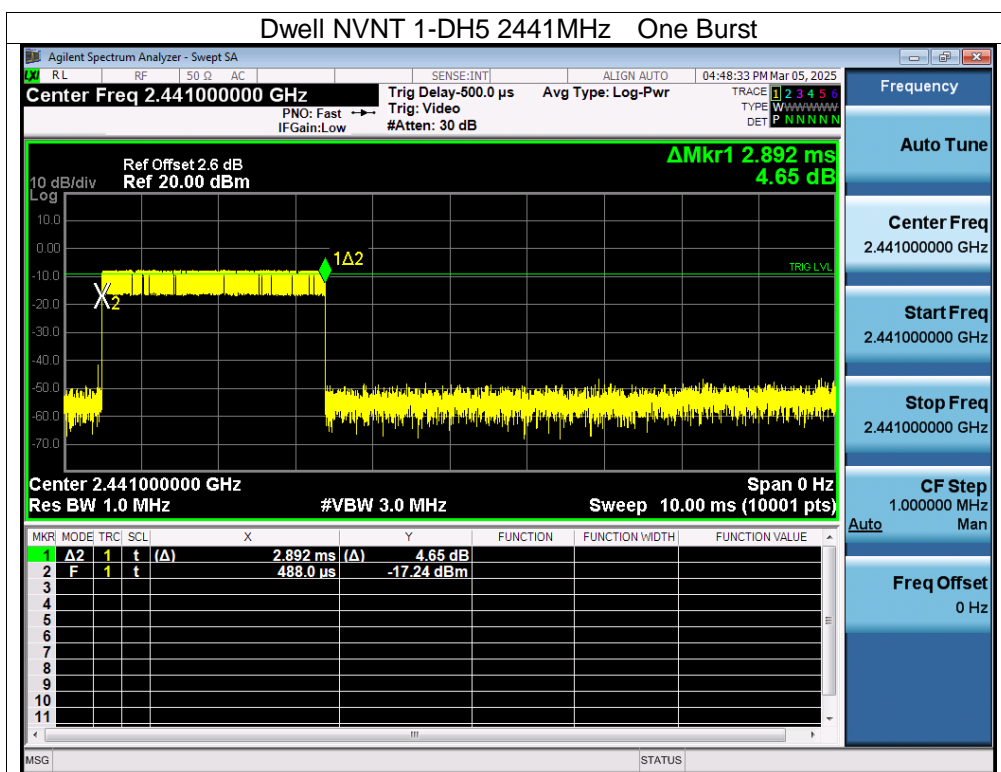 Dwell NVNT 1-DH5 2441MHz One Burst
Agilent Spectrum Analyzer - Swept SA
LXI RL RF 50 Ω AC SENSE:INT ALIGN AUTO 04:48:33 PM Mar 05, 2025
Center Freq 2.441000000 GHz Trig Delay-500.0 µs Avg Type: Log-Pwr TRACE 1 2 3 4 5 6
PNO: Fast Trig: Video TYPE WWWWWW
IFGain:Low #Atten: 30 dB DET P N N N N N
Frequency
Auto Tune
Center Freq
2.441000000 GHz
Start Freq
2.441000000 GHz
Stop Freq
2.441000000 GHz
CF Step
1.000000 MHz
Auto Man
Freq Offset
0 Hz
ΔMkr1 2.892 ms
4.65 dB
Ref Offset 2.6 dB
10 dB/div Ref 20.00 dBm
Log
10.0
0.00
-10.0
-20.0
-30.0
-40.0
-50.0
-60.0
-70.0
1Δ2
TRIG LVL
2
Center 2.441000000 GHz Span 0 Hz
Res BW 1.0 MHz #VBW 3.0 MHz Sweep 10.00 ms (10001 pts)
MKR MODE TRC SCL X Y FUNCTION FUNCTION WIDTH FUNCTION VALUE
1 Δ2 1 t (Δ) 2.892 ms (Δ) 4.65 dB
2 F 1 t 488.0 µs -17.24 dBm
3
4
5
6
7
8
9
10
11
MSG STATUS